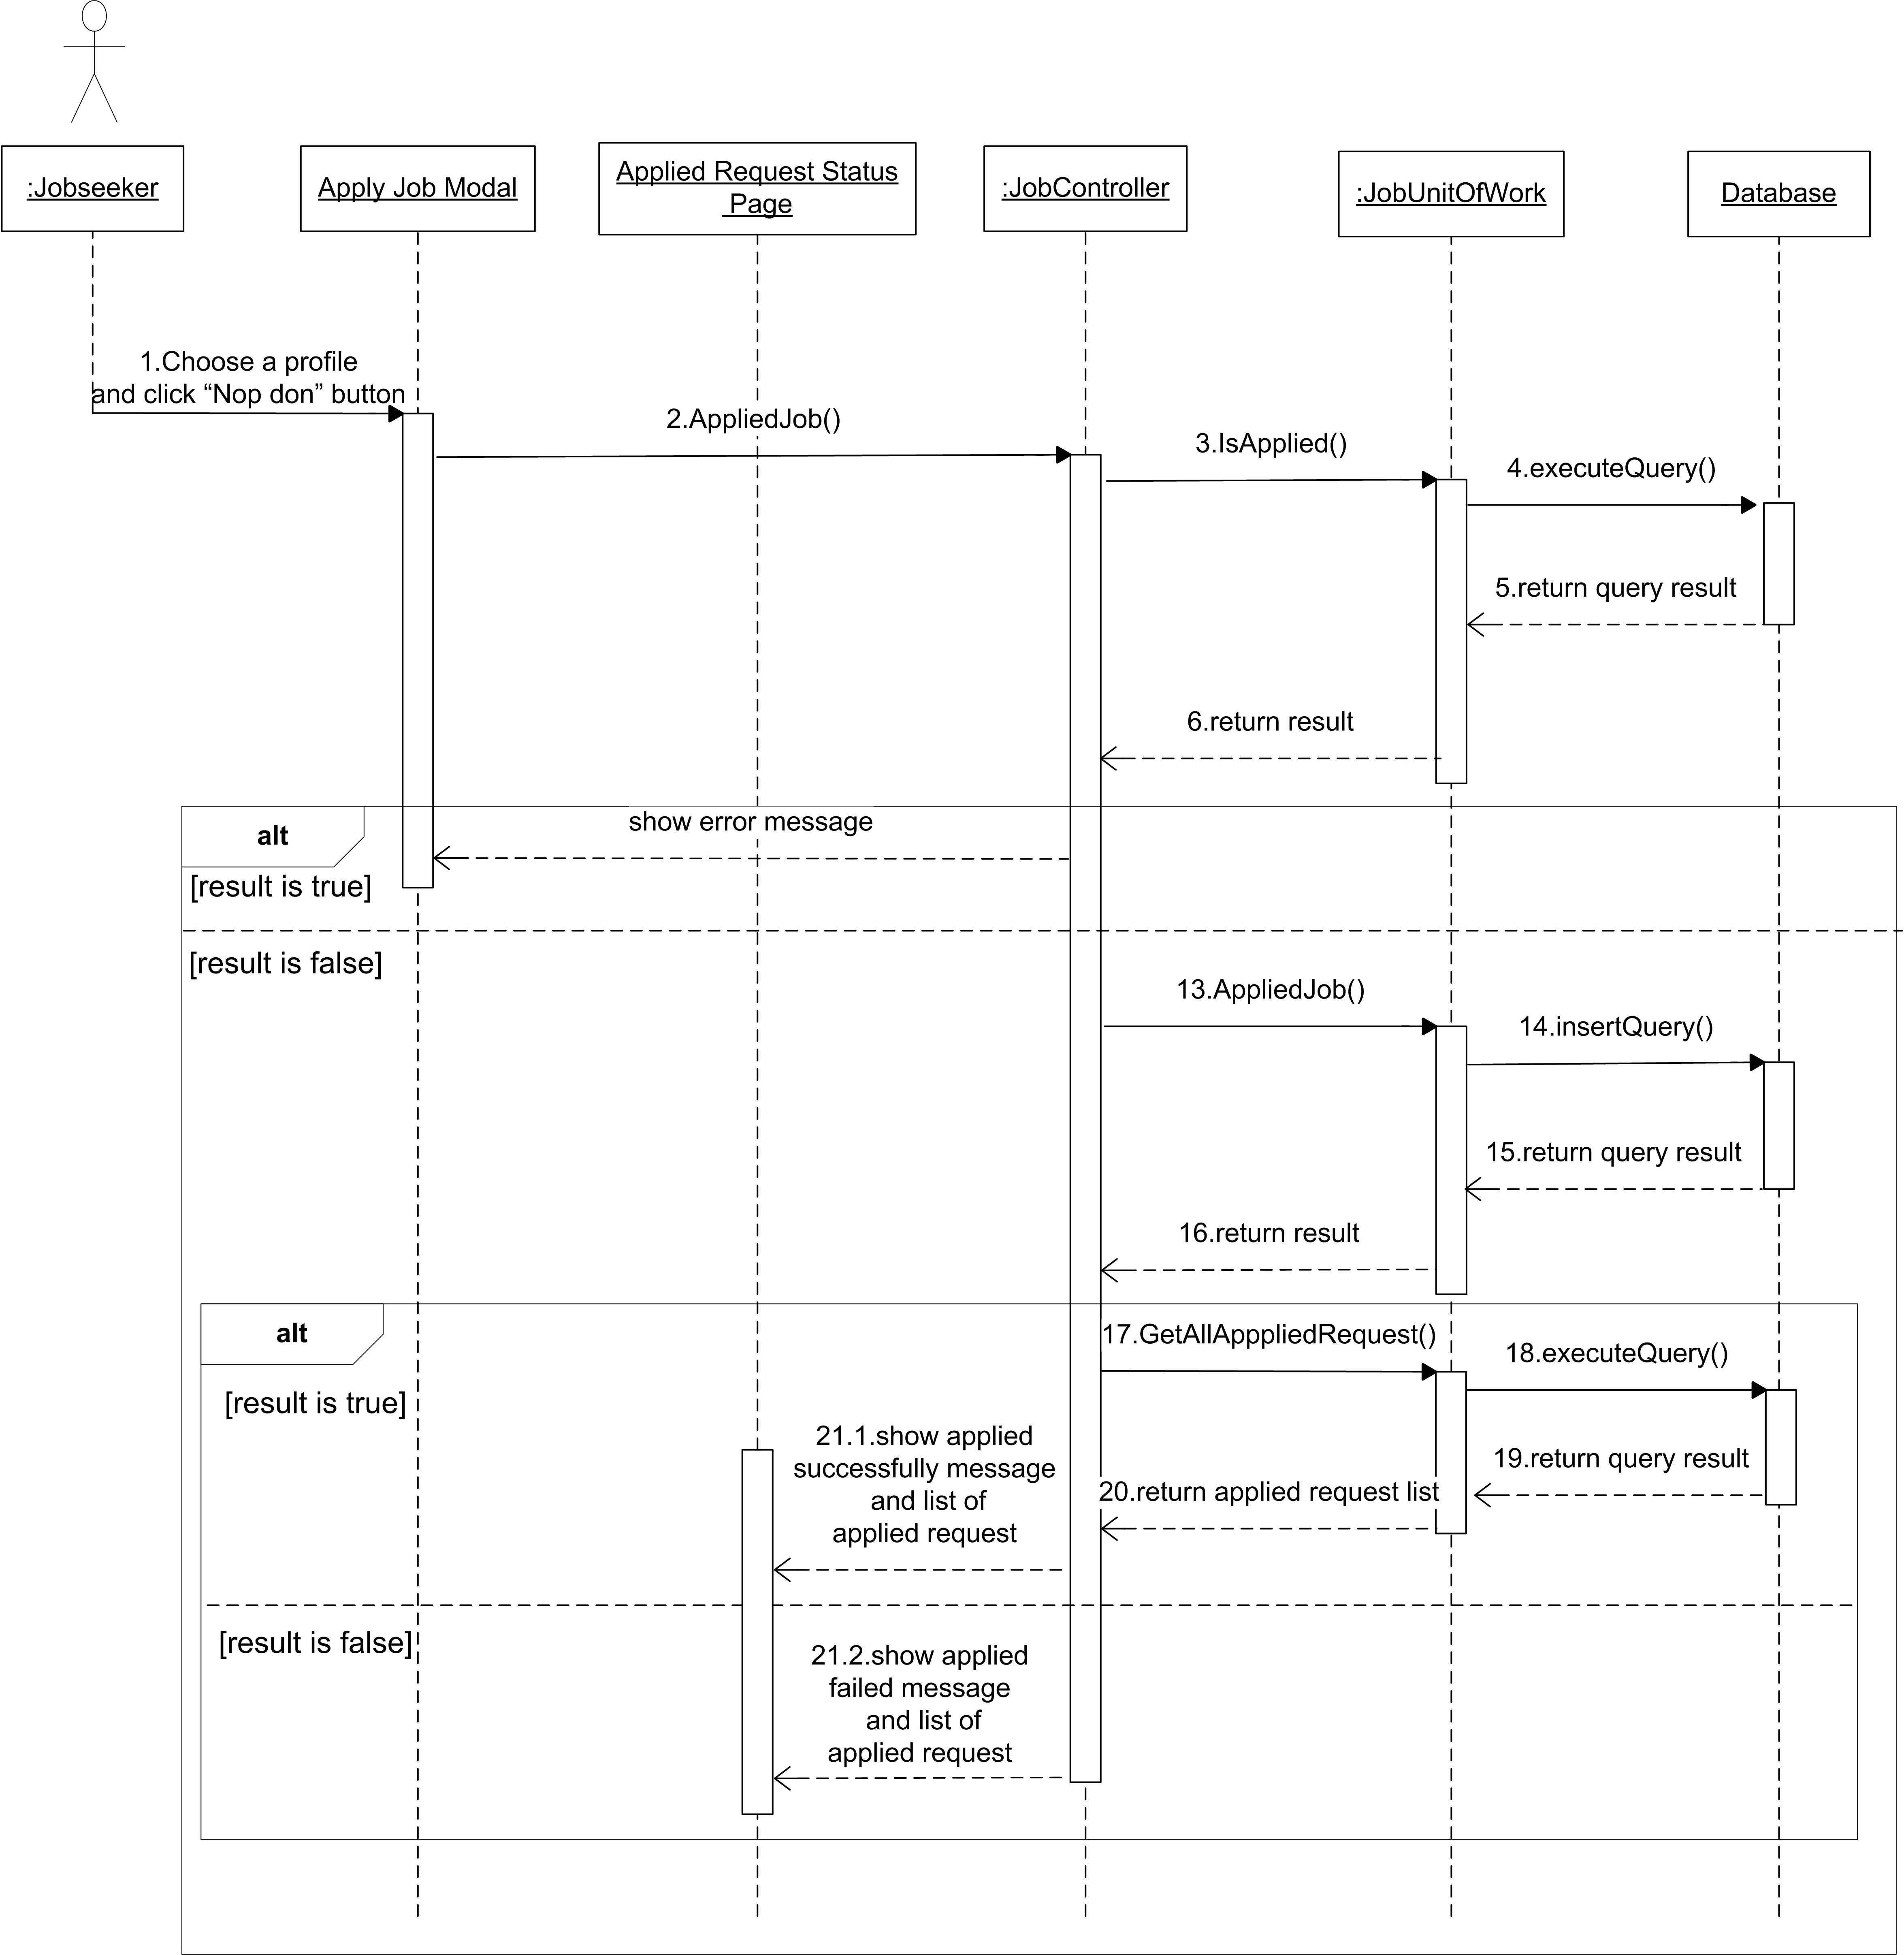 :Jobseeker
Apply Job Modal
Applied Request Status
Page
:JobController
:JobUnitOfWork
Database
1.Choose a profile
and click “Nop don” button
2.AppliedJob()
3.IsApplied()
4.executeQuery()
5.return query result
6.return result
alt
show error message
[result is true]
[result is false]
13.AppliedJob()
14.insertQuery()
15.return query result
16.return result
alt
17.GetAllApppliedRequest()
18.executeQuery()
[result is true]
21.1.show applied
successfully message
and list of
applied request
19.return query result
20.return applied request list
[result is false]
21.2.show applied
failed message
and list of
applied request